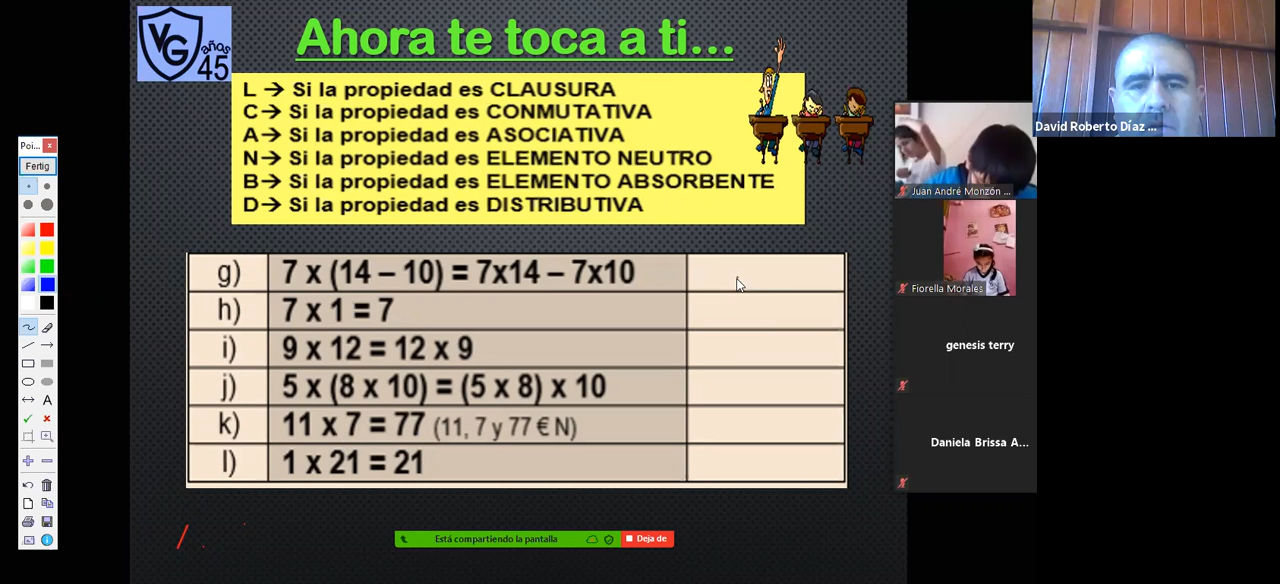 VG
años
45
Ahora te toca a ti...
L → Si la propiedad es CLAUSURA
C → Si la propiedad es CONMUTATIVA
A → Si la propiedad es ASOCIATIVA
N → Si la propiedad es ELEMENTO NEUTRO
B → Si la propiedad es ELEMENTO ABSORBENTE
D → Si la propiedad es DISTRIBUTIVA
g) 7 x (14 – 10) = 7x14 – 7x10
h) 7 x 1 = 7
i) 9 x 12 = 12 x 9
j) 5 x (8 x 10) = (5 x 8) x 10
k) 11 x 7 = 77 (11, 7 y 77 € N)
l) 1 x 21 = 21
Está compartiendo la pantalla
Deja de
Poi...
Fertig
A
David Roberto Díaz ...
Juan André Monzón ...
Fiorella Morales
genesis terry
Daniela Brissa A...